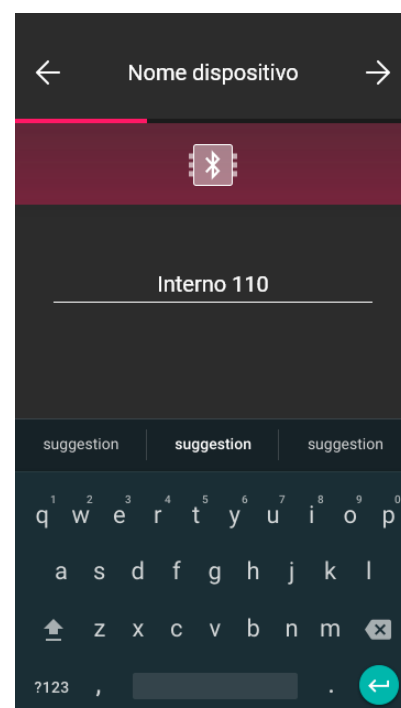 Nome dispositivo
Interno 110
suggestion suggestion suggestion
1 2 3 4 5 6 7 8 9 0
q w e r t y u i o p
a s d f g h j k l
z x c v b n m
?123 , .